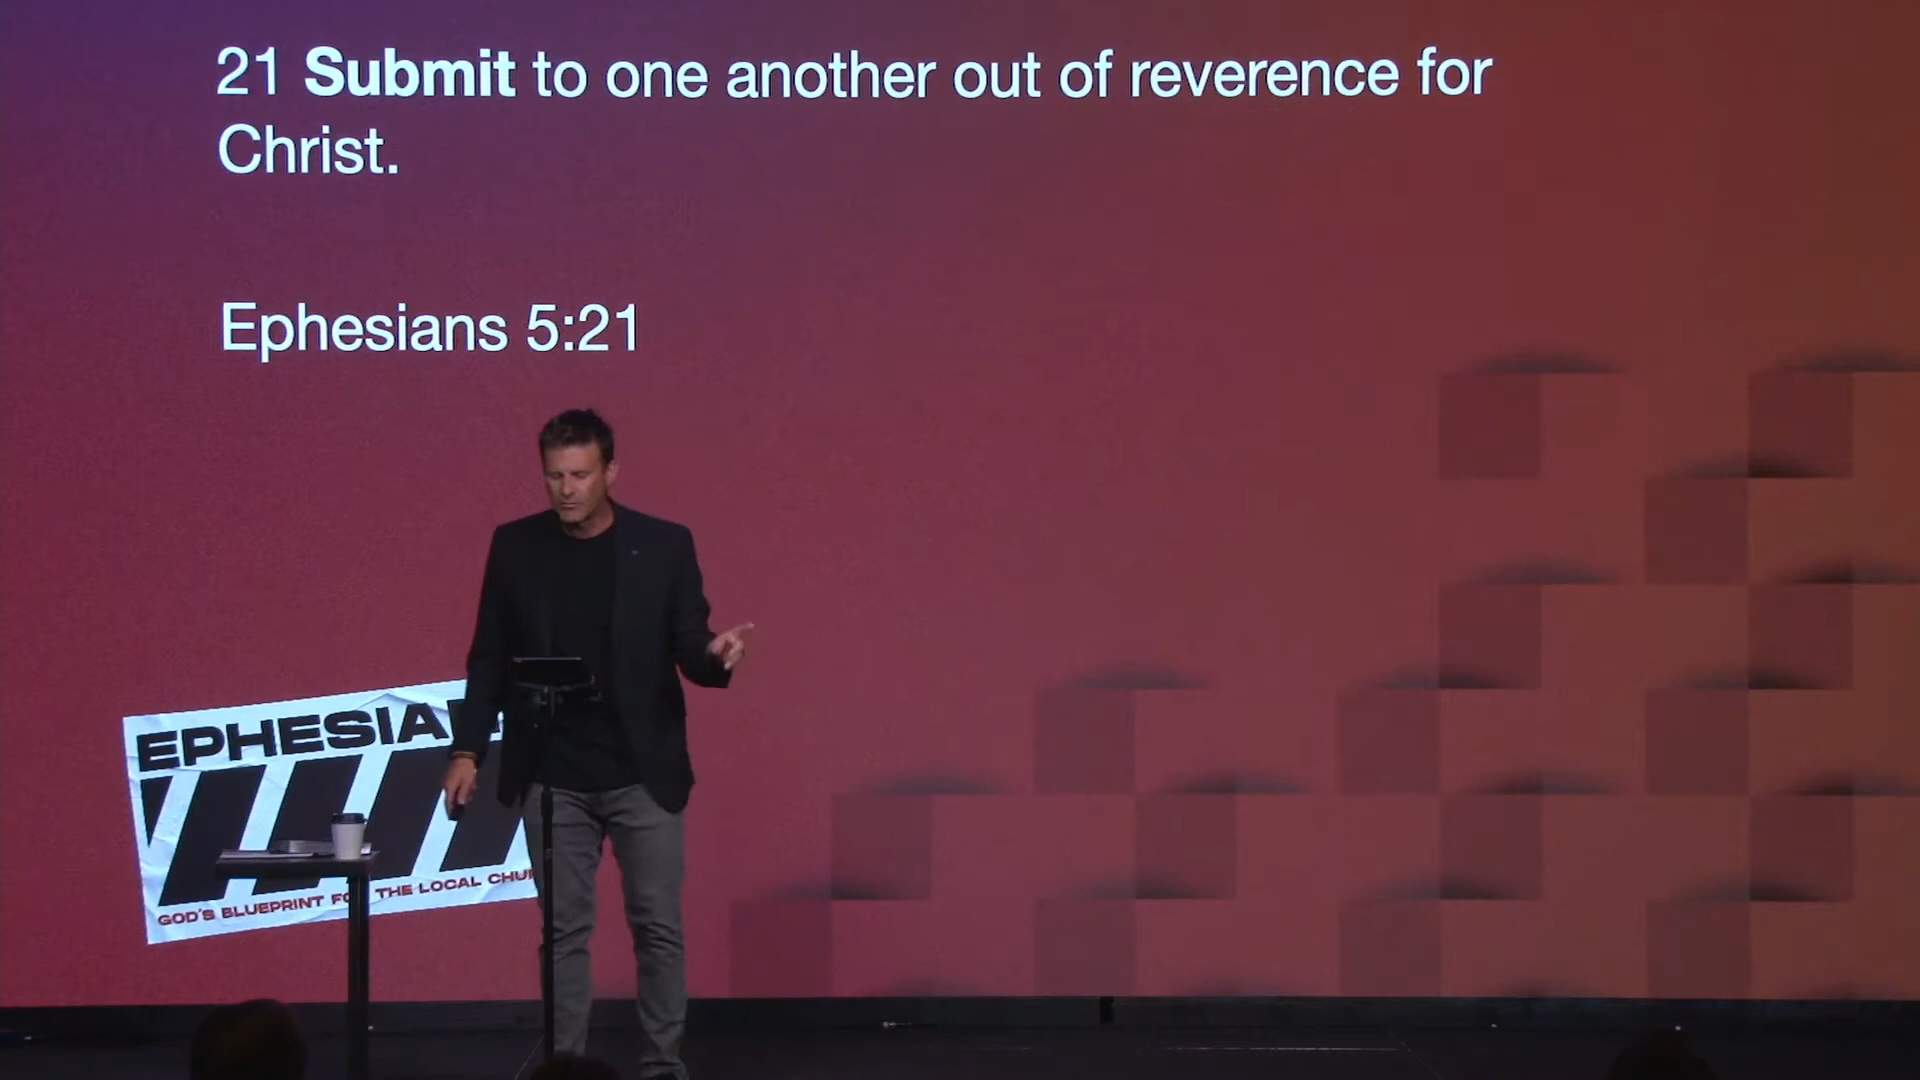 21 Submit to one another out of reverence for
Christ.
Ephesians 5:21
EPHESIA
GOD'S BLUEPRINT FO THE LOCAL CHU